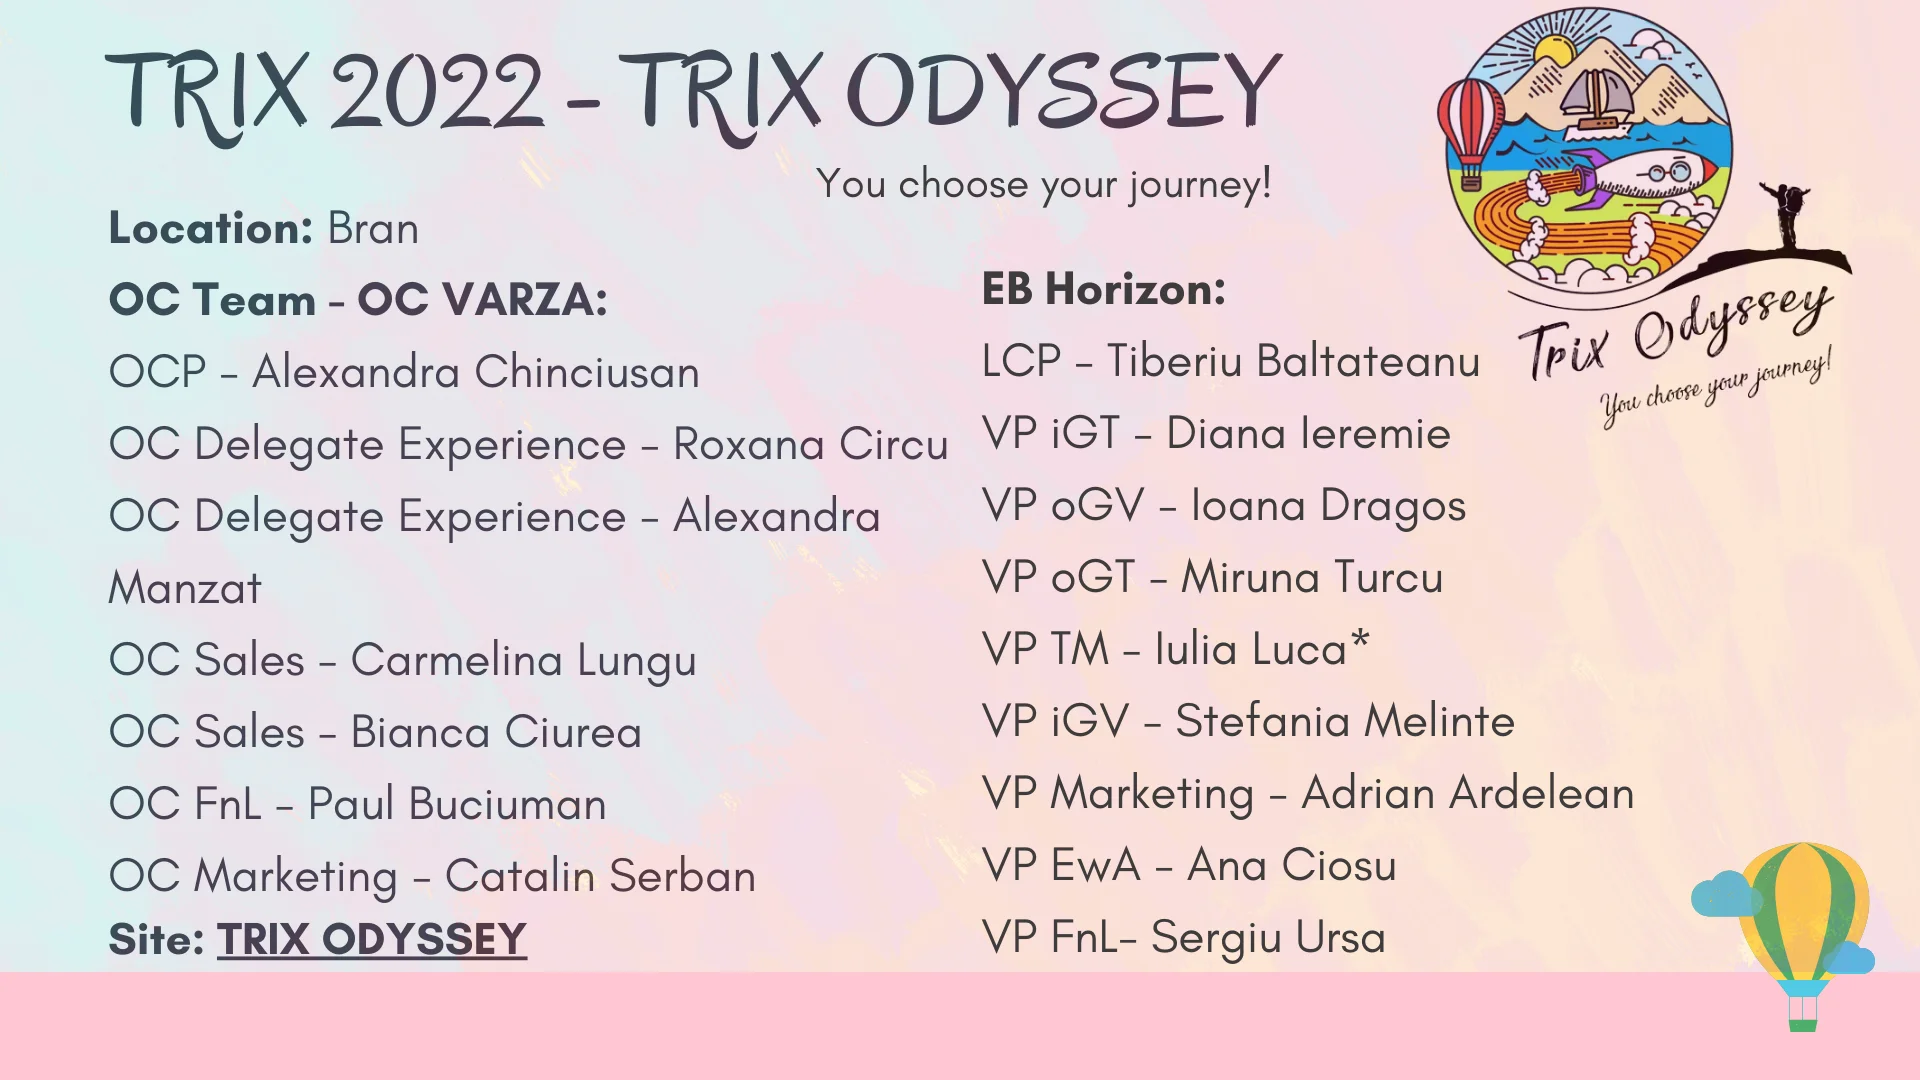 TRIX 2022 - TRIX ODYSSEY
You choose your journey!
Location: Bran
OC Team - OC VARZA:
OCP - Alexandra Chinciusan
OC Delegate Experience - Roxana Circu
OC Delegate Experience - Alexandra
Manzat
OC Sales - Carmelina Lungu
OC Sales - Bianca Ciurea
OC FnL - Paul Buciuman
OC Marketing - Catalin Serban
Site: TRIX ODYSSEY
EB Horizon:
LCP - Tiberiu Baltateanu
VP iGT - Diana Ieremie
VP oGV - Ioana Dragos
VP oGT - Miruna Turcu
VP TM - Iulia Luca*
VP iGV - Stefania Melinte
VP Marketing - Adrian Ardelean
VP EwA - Ana Ciosu
VP FnL- Sergiu Ursa
Trix Odyssey
You choose your journey!